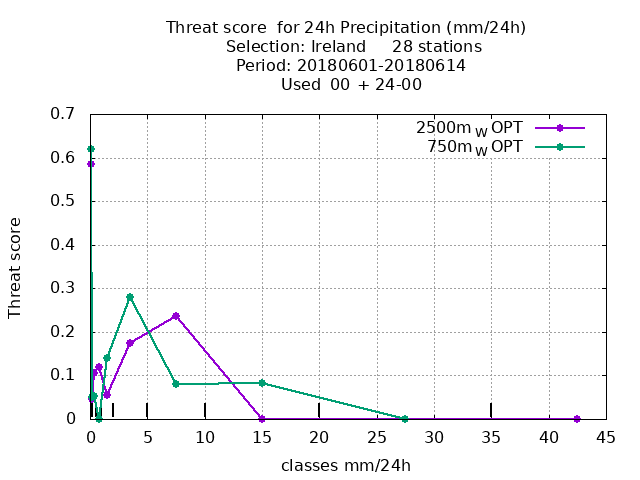 Threat score  for 24h Precipitation (mm/24h)
Selection: Ireland     28 stations
Period: 20180601-20180614
Used  00 + 24-00
2500m W OPT
750m W OPT
Threat score
0.7
0.6
0.5
0.4
0.3
0.2
0.1
0
0 5 10 15 20 25 30 35 40 45
classes mm/24h